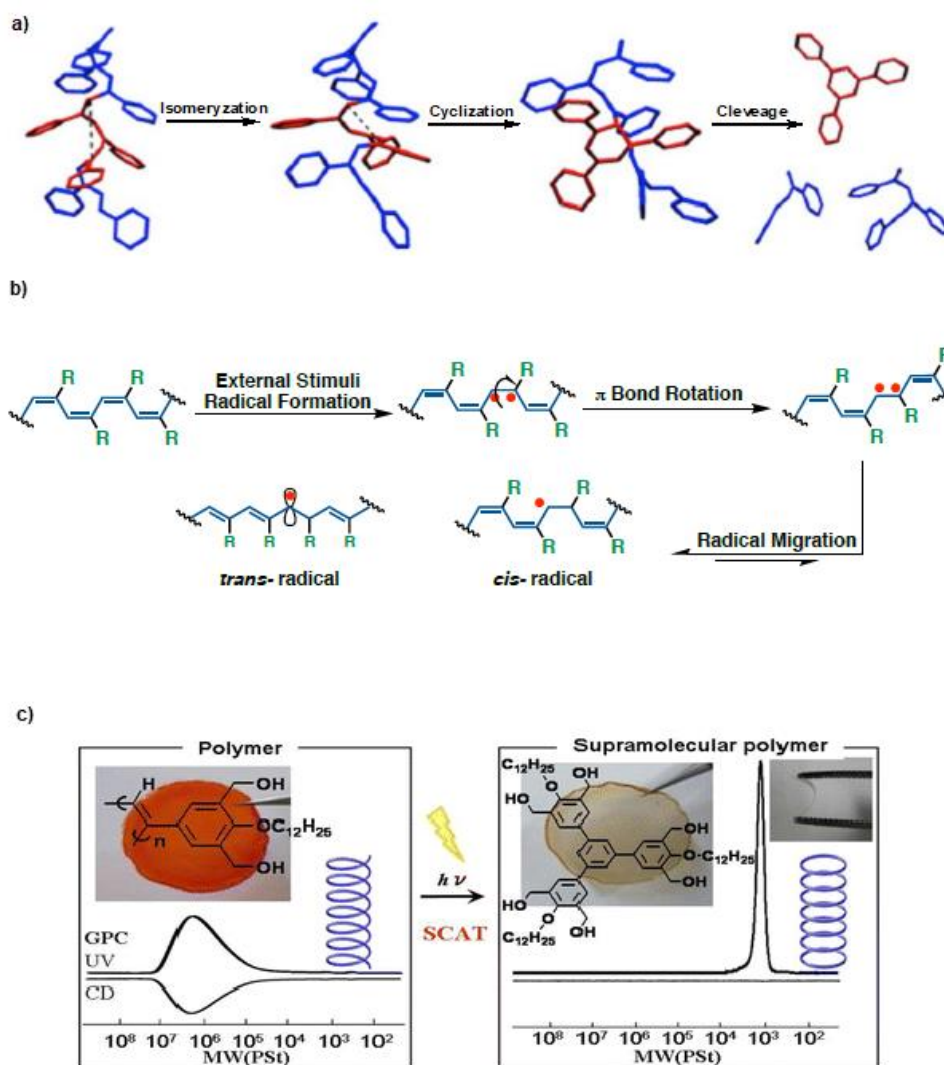 a)
Isomeryzation
Cyclization
Cleveage
b)
R
R
R
R
External Stimuli
Radical Formation
R
R
R
R
π Bond Rotation
R
R
R
R
R
R
R
R
trans- radical
R
R
R
R
cis- radical
Radical Migration
c)
Polymer
H
OH
OC12H25
n
OH
GPC
UV
CD
10⁸ 10⁷ 10⁶ 10⁵ 10⁴ 10³ 10²
MW(PSt)
hν
SCAT
Supramolecular polymer
C12H25
O
OH
HO
OH
O-C12H25
OH
HO
O
C12H25
OH
10⁸ 10⁷ 10⁶ 10⁵ 10⁴ 10³ 10²
MW(PSt)